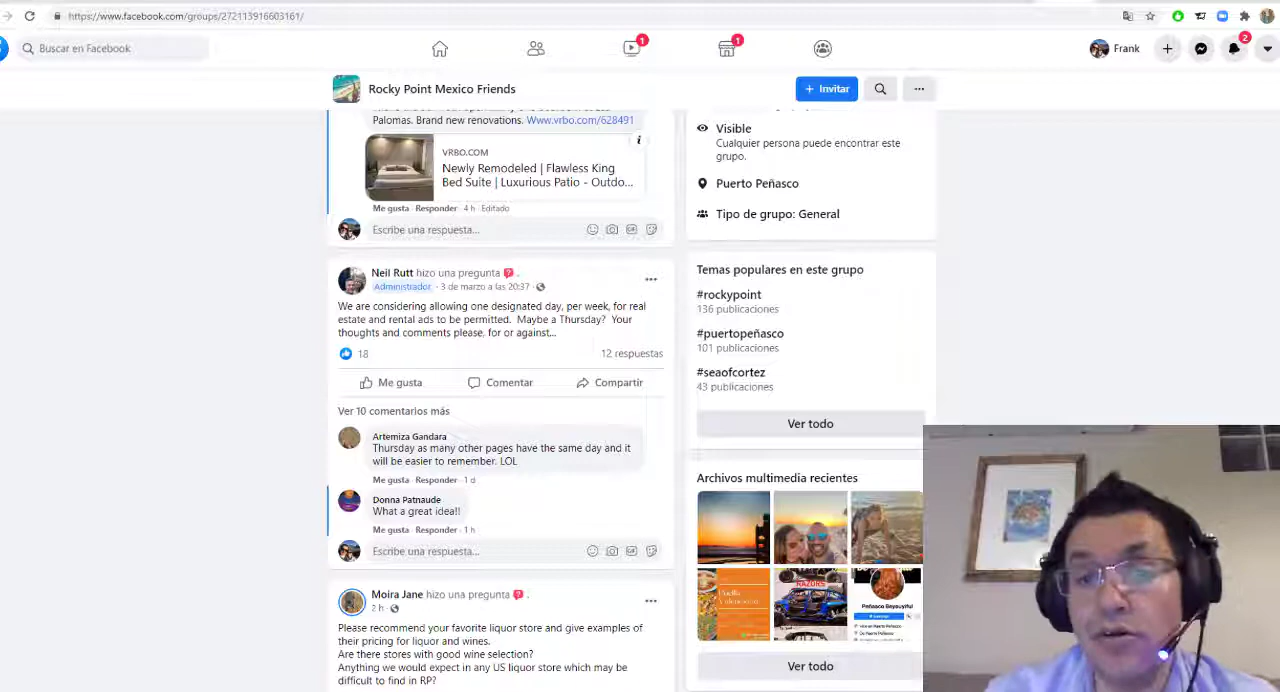 https://www.facebook.com/groups/272113916603161/
Buscar en Facebook
1
1
Frank
2
Rocky Point Mexico Friends
+ Invitar
Palomas. Brand new renovations. Www.vrbo.com/628491
VRBO.COM
Newly Remodeled | Flawless King
Bed Suite | Luxurious Patio - Outdo...
Me gusta · Responder · 4 h · Editado
Escribe una respuesta...
Neil Rutt hizo una pregunta
Administrador · 3 de marzo a las 20:37 ·
We are considering allowing one designated day, per week, for real
estate and rental ads to be permitted. Maybe a Thursday? Your
thoughts and comments please, for or against...
18
12 respuestas
Me gusta
Comentar
Compartir
Ver 10 comentarios más
Artemiza Gandara
Thursday as many other pages have the same day and it
will be easier to remember. LOL
Me gusta · Responder · 1 d
Donna Patnaude
What a great idea!!
Me gusta · Responder · 1 h
Escribe una respuesta...
Moira Jane hizo una pregunta
2 h ·
Please recommend your favorite liquor store and give examples of
their pricing for liquor and wines.
Are there stores with good wine selection?
Anything we would expect in any US liquor store which may be
difficult to find in RP?
Visible
Cualquier persona puede encontrar este
grupo.
Puerto Peñasco
Tipo de grupo: General
Temas populares en este grupo
#rockypoint
136 publicaciones
#puertopeñasco
101 publicaciones
#seaofcortez
43 publicaciones
Ver todo
Archivos multimedia recientes
Paella
Valenciana
RAZORS
Ver todo